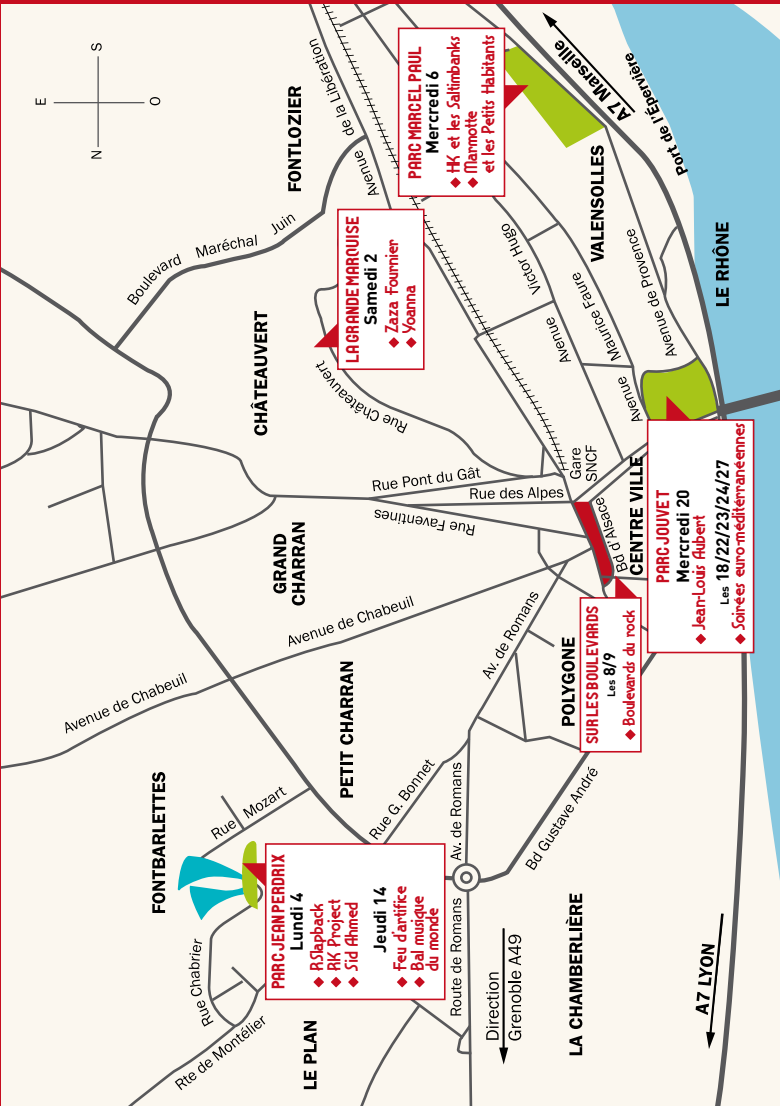 S
E
O
N
FONTLOZIER
Avenue de la Libération
PARC MARCEL PAUL
Mercredi 6
◆ HK et les Saltimbanks
◆ Marmotte
et les Petits Habitants
A7 Marseille
Port de l'Épervière
VALENSOLLES
Boulevard Maréchal Juin
LA GRANDE MARQUISE
Samedi 2
◆ Zaza Fournier
◆ Yoanna
Avenue Victor Hugo
Avenue Maurice Faure
Avenue de Provence
LE RHÔNE
CHÂTEAUVERT
Rue Châteauvert
Rue Pont du Gât
Rue des Alpes
Rue Faventines
Gare
SNCF
Bd d'Alsace
CENTRE VILLE
PARC JOUVET
Mercredi 20
◆ Jean-Louis Aubert
Les 18/22/23/24/27
◆ Soirées euro-méditerranéennes
GRAND
CHARRAN
Avenue de Chabeuil
Avenue de Chabeuil
Av. de Romans
POLYGONE
SUR LES BOULEVARDS
Les 8/9
◆ Boulevards du rock
PETIT CHARRAN
Rue G. Bonnet
Av. de Romans
Bd Gustave André
FONTBARLETTES
Rue Mozart
PARC JEAN PERDRIX
Lundi 4
◆ RSlapback
◆ RK Project
◆ Sid Ahmed
Jeudi 14
◆ Feu d'artifice
◆ Bal musique
du monde
Rue Chabrier
Rte de Montélier
LE PLAN
Route de Romans
Direction
Grenoble A49
LA CHAMBERLIÈRE
A7 LYON